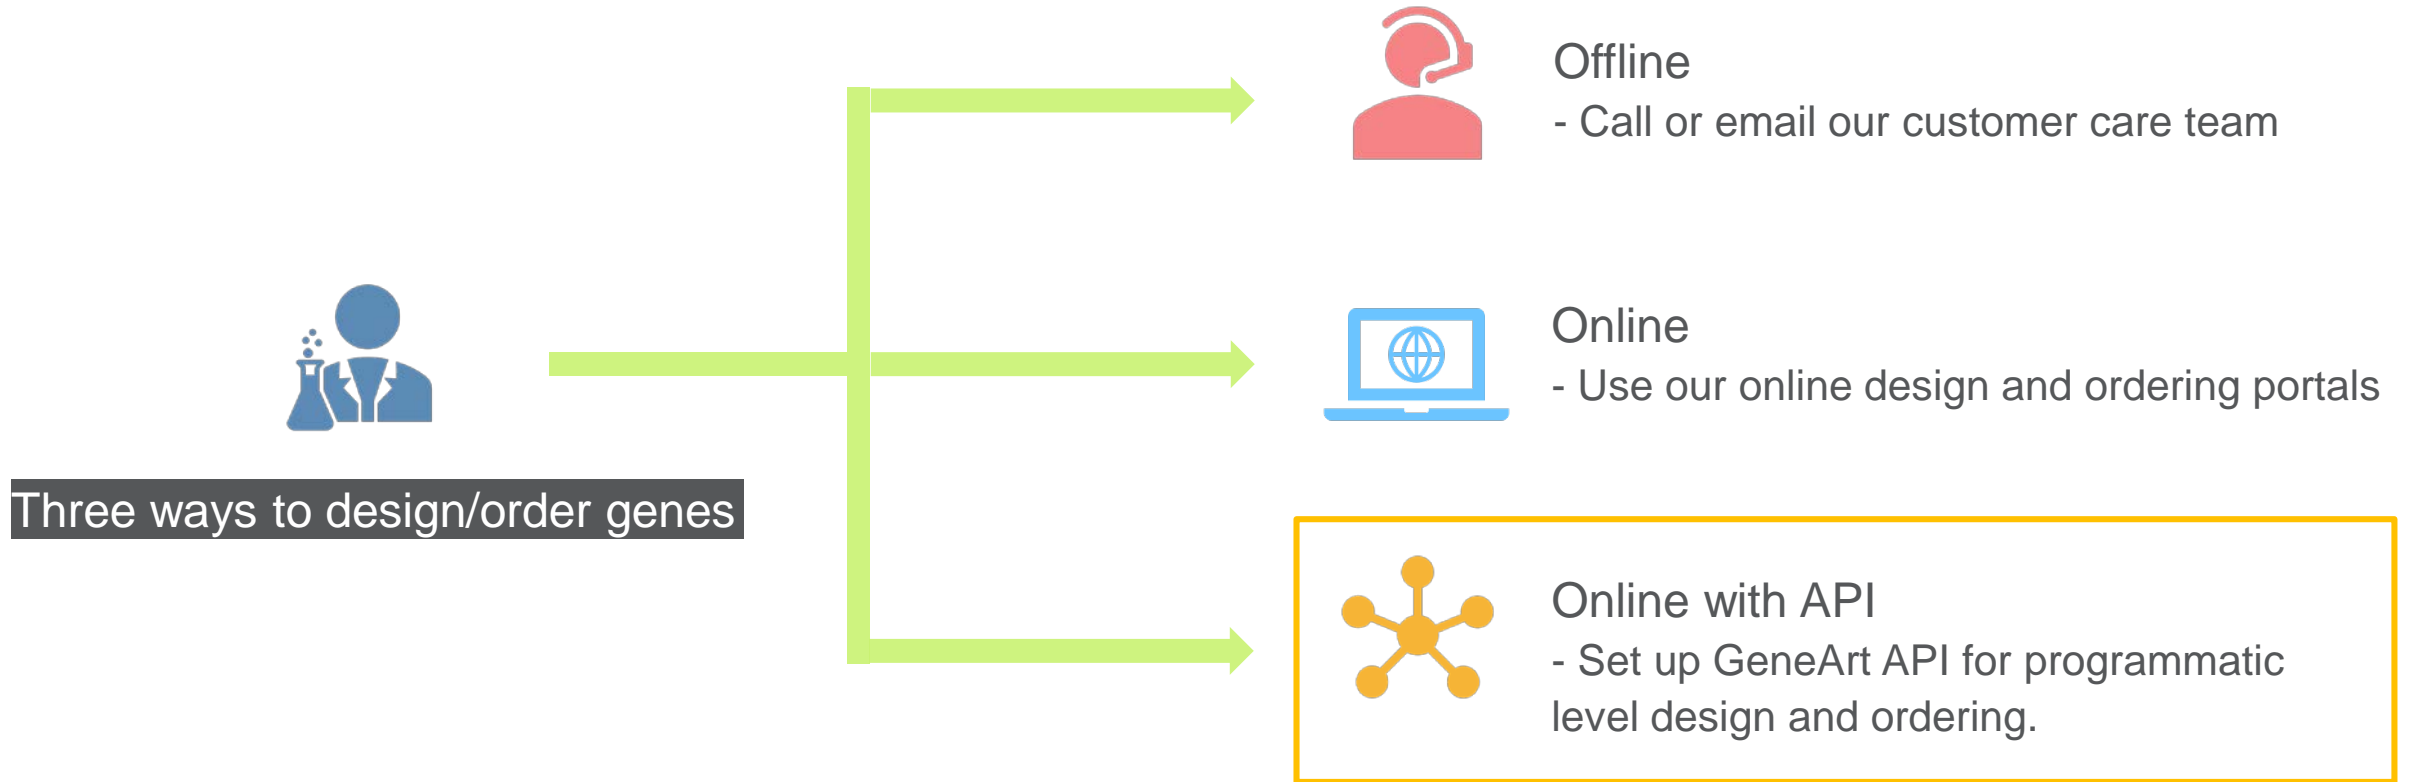 Offline
- Call or email our customer care team
Online
- Use our online design and ordering portals
Three ways to design/order genes
Online with API
- Set up GeneArt API for programmatic
level design and ordering.